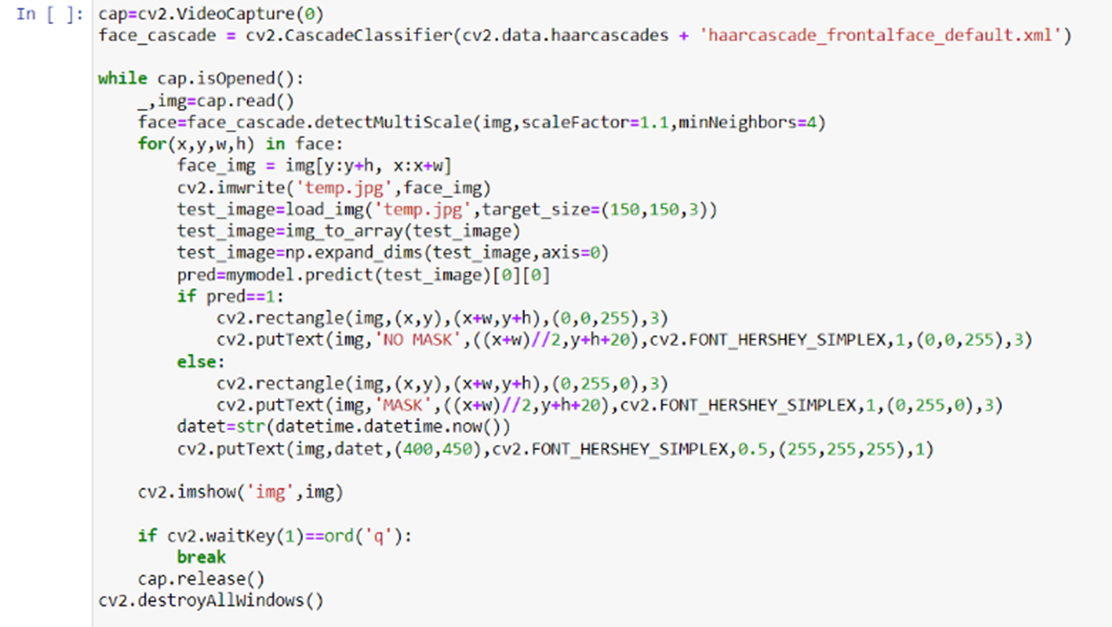 In [ ]: cap=cv2.VideoCapture(0)
face_cascade = cv2.CascadeClassifier(cv2.data.haarcascades + 'haarcascade_frontalface_default.xml')
while cap.isOpened():
    _,img=cap.read()
    face=face_cascade.detectMultiScale(img,scaleFactor=1.1,minNeighbors=4)
    for(x,y,w,h) in face:
        face_img = img[y:y+h, x:x+w]
        cv2.imwrite('temp.jpg',face_img)
        test_image=load_img('temp.jpg',target_size=(150,150,3))
        test_image=img_to_array(test_image)
        test_image=np.expand_dims(test_image,axis=0)
        pred=mymodel.predict(test_image)[0][0]
        if pred==1:
            cv2.rectangle(img,(x,y),(x+w,y+h),(0,0,255),3)
            cv2.putText(img,'NO MASK',((x+w)//2,y+h+20),cv2.FONT_HERSHEY_SIMPLEX,1,(0,0,255),3)
        else:
            cv2.rectangle(img,(x,y),(x+w,y+h),(0,255,0),3)
            cv2.putText(img,'MASK',((x+w)//2,y+h+20),cv2.FONT_HERSHEY_SIMPLEX,1,(0,255,0),3)
        datet=str(datetime.datetime.now())
        cv2.putText(img,datet,(400,450),cv2.FONT_HERSHEY_SIMPLEX,0.5,(255,255,255),1)
    cv2.imshow('img',img)
    if cv2.waitKey(1)==ord('q'):
        break
    cap.release()
cv2.destroyAllWindows()